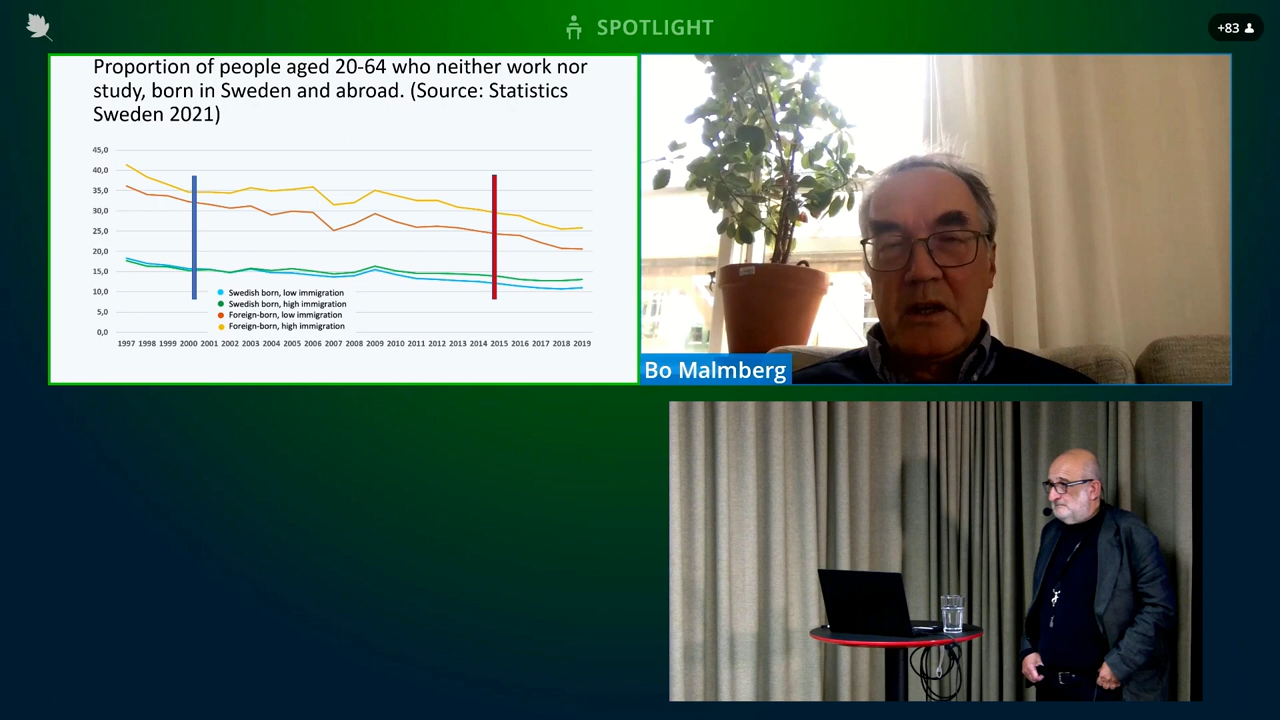 SPOTLIGHT
+83
Proportion of people aged 20-64 who neither work nor
study, born in Sweden and abroad. (Source: Statistics
Sweden 2021)
45,0
40,0
35,0
30,0
25,0
20,0
15,0
10,0
5,0
0,0
Swedish born, low immigration
Swedish born, high immigration
Foreign-born, low immigration
Foreign-born, high immigration
1997 1998 1999 2000 2001 2002 2003 2004 2005 2006 2007 2008 2009 2010 2011 2012 2013 2014 2015 2016 2017 2018 2019
Bo Malmberg